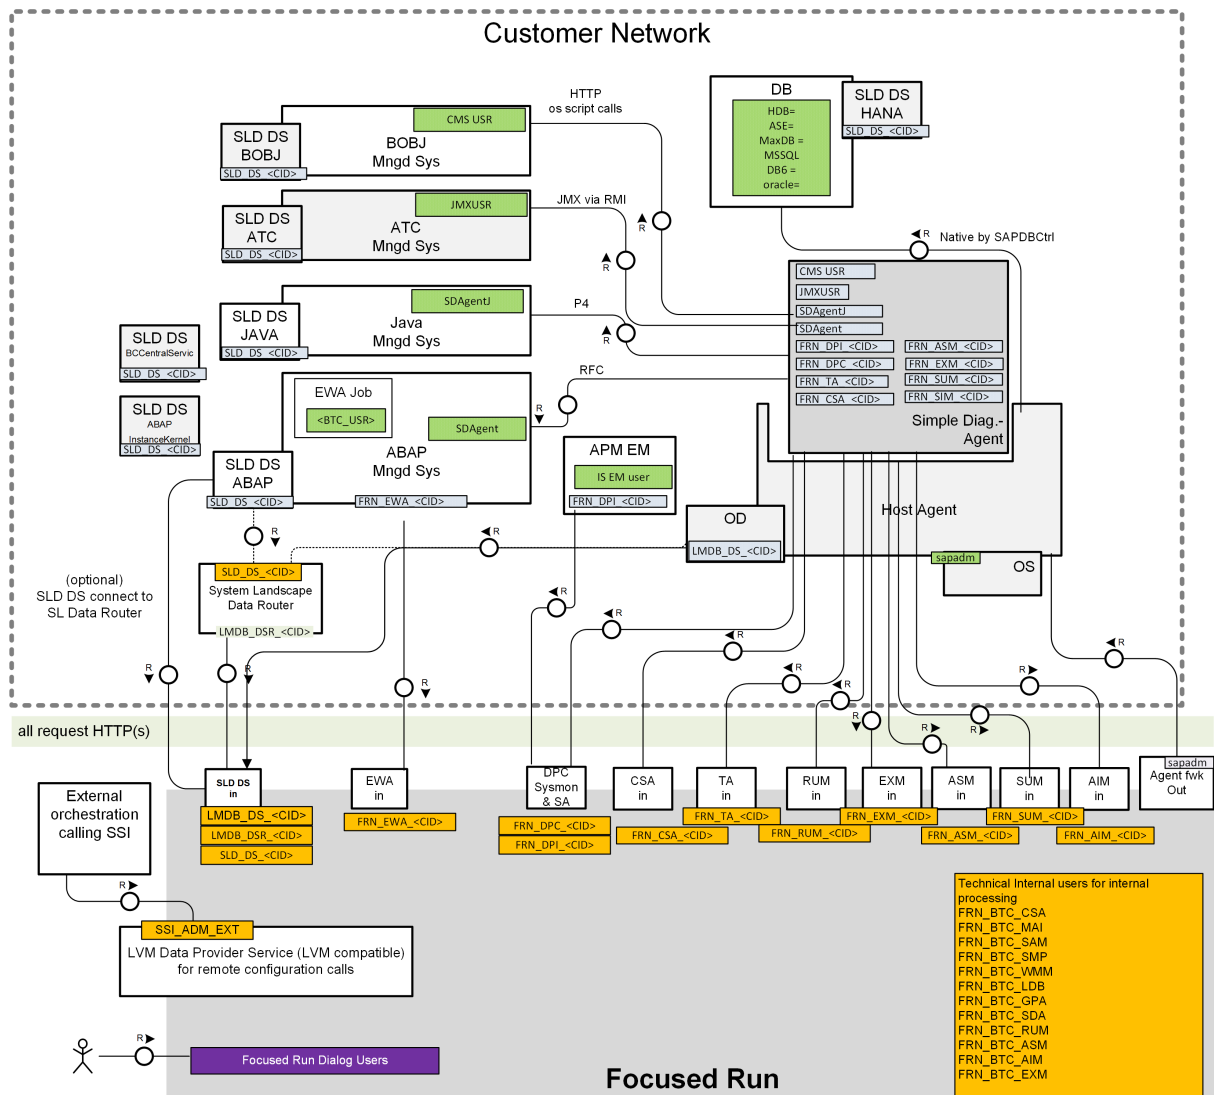 Customer Network
HTTP
os script calls
DB
HDB=
ASE=
MaxDB =
MSSQL
DB6 =
oracle=
SLD DS
HANA
SLD_DS_<CID>
CMS USR
BOBJ
Mngd Sys
SLD DS
BOBJ
SLD_DS_<CID>
JMXUSR
ATC
Mngd Sys
SLD DS
ATC
SLD_DS_<CID>
JMX via RMI
R
R
R
Native by SAPDBCtrl
CMS USR
JMXUSR
SDAgentJ
SDAgent
FRN_DPI_<CID>
FRN_ASM_<CID>
FRN_DPC_<CID>
FRN_EXM_<CID>
FRN_TA_<CID>
FRN_SUM_<CID>
FRN_CSA_<CID>
FRN_SIM_<CID>
Simple Diag.-
Agent
SDAgentJ
Java
Mngd Sys
SLD DS
JAVA
SLD_DS_<CID>
P4
R
SLD DS
BCCentralServic
SLD_DS_<CID>
SLD DS
ABAP
InstanceKernel
SLD_DS_<CID>
RFC
R
EWA Job
<BTC_USR>
SDAgent
ABAP
Mngd Sys
SLD DS
ABAP
SLD_DS_<CID>
FRN_EWA_<CID>
APM EM
IS EM user
FRN_DPI_<CID>
Host Agent
OD
LMDB_DS_<CID>
sapadm
OS
R
R
SLD_DS_<CID>
System Landscape
Data Router
LMDB_DSR_<CID>
(optional)
SLD DS connect to
SL Data Router
R
R
R
R
R
R
R
R
R
R
R
R
R
R
all request HTTP(s)
SLD DS
in
LMDB_DS_<CID>
LMDB_DSR_<CID>
SLD_DS_<CID>
EWA
in
FRN_EWA_<CID>
DPC
Sysmon
& SA
FRN_DPC_<CID>
FRN_DPI_<CID>
CSA
in
FRN_CSA_<CID>
TA
in
FRN_TA_<CID>
RUM
in
FRN_RUM_<CID>
EXM
in
FRN_EXM_<CID>
ASM
in
FRN_ASM_<CID>
SUM
in
FRN_SUM_<CID>
AIM
in
FRN_AIM_<CID>
sapadm
Agent fwk
Out
External
orchestration
calling SSI
R
SSI_ADM_EXT
LVM Data Provider Service (LVM compatible)
for remote configuration calls
R
Focused Run Dialog Users
Technical Internal users for internal
processing
FRN_BTC_CSA
FRN_BTC_MAI
FRN_BTC_SAM
FRN_BTC_SMP
FRN_BTC_WMM
FRN_BTC_LDB
FRN_BTC_GPA
FRN_BTC_SDA
FRN_BTC_RUM
FRN_BTC_ASM
FRN_BTC_AIM
FRN_BTC_EXM
Focused Run